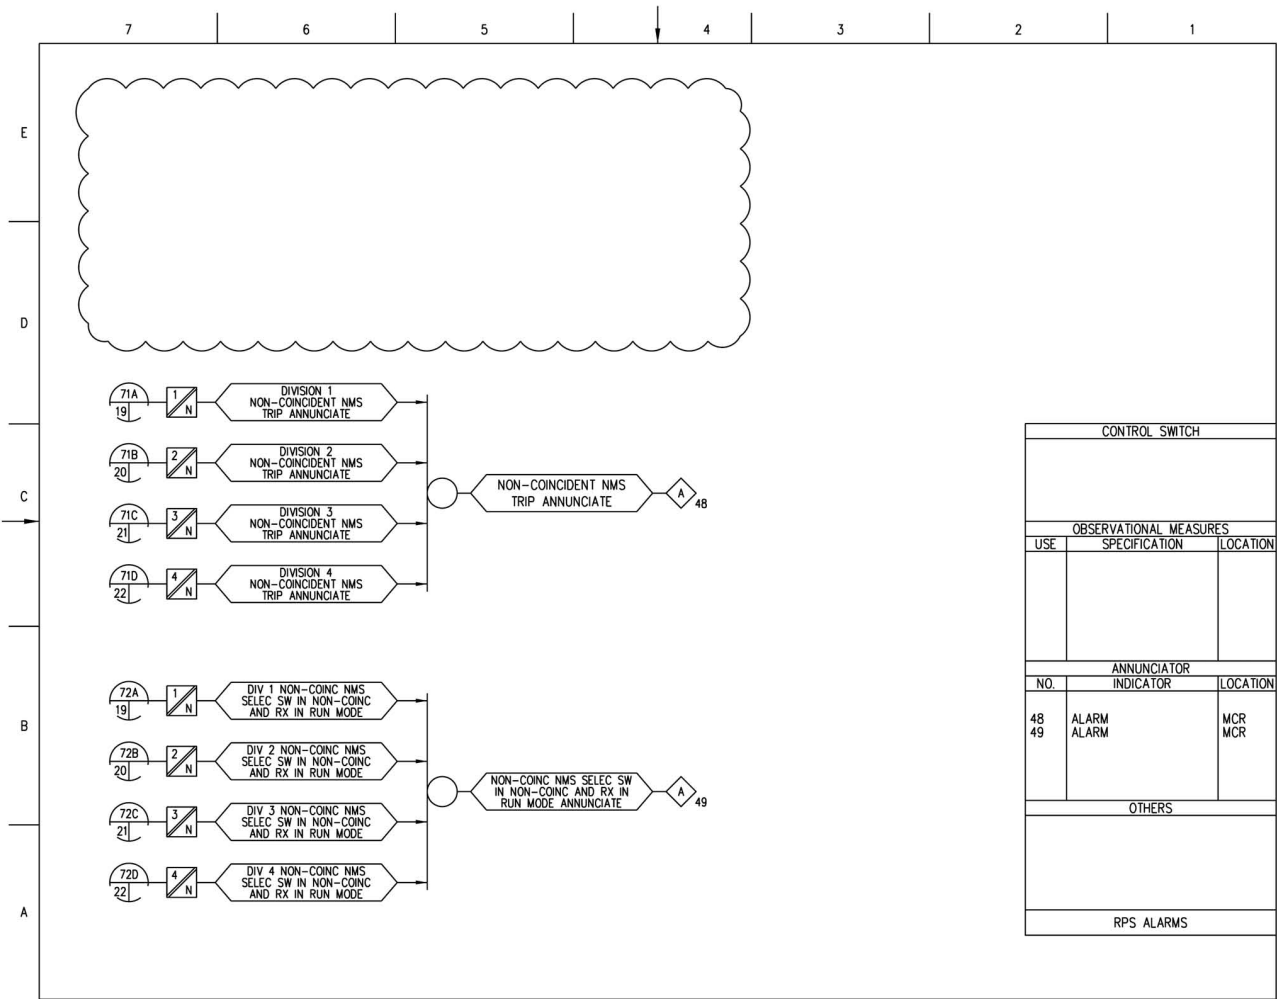 7 6 5 4 3 2 1
E
D
C
B
A
71A
19
1
N
DIVISION 1
NON-COINCIDENT NMS
TRIP ANNUNCIATE
71B
20
2
N
DIVISION 2
NON-COINCIDENT NMS
TRIP ANNUNCIATE
71C
21
3
N
DIVISION 3
NON-COINCIDENT NMS
TRIP ANNUNCIATE
71D
22
4
N
DIVISION 4
NON-COINCIDENT NMS
TRIP ANNUNCIATE
NON-COINCIDENT NMS
TRIP ANNUNCIATE
A
48
72A
19
1
N
DIV 1 NON-COINC NMS
SELEC SW IN NON-COINC
AND RX IN RUN MODE
72B
20
2
N
DIV 2 NON-COINC NMS
SELEC SW IN NON-COINC
AND RX IN RUN MODE
72C
21
3
N
DIV 3 NON-COINC NMS
SELEC SW IN NON-COINC
AND RX IN RUN MODE
72D
22
4
N
DIV 4 NON-COINC NMS
SELEC SW IN NON-COINC
AND RX IN RUN MODE
NON-COINC NMS SELEC SW
IN NON-COINC AND RX IN
RUN MODE ANNUNCIATE
A
49
CONTROL SWITCH
OBSERVATIONAL MEASURES
USE SPECIFICATION LOCATION
ANNUNCIATOR
NO. INDICATOR LOCATION
48 ALARM MCR
49 ALARM MCR
OTHERS
RPS ALARMS